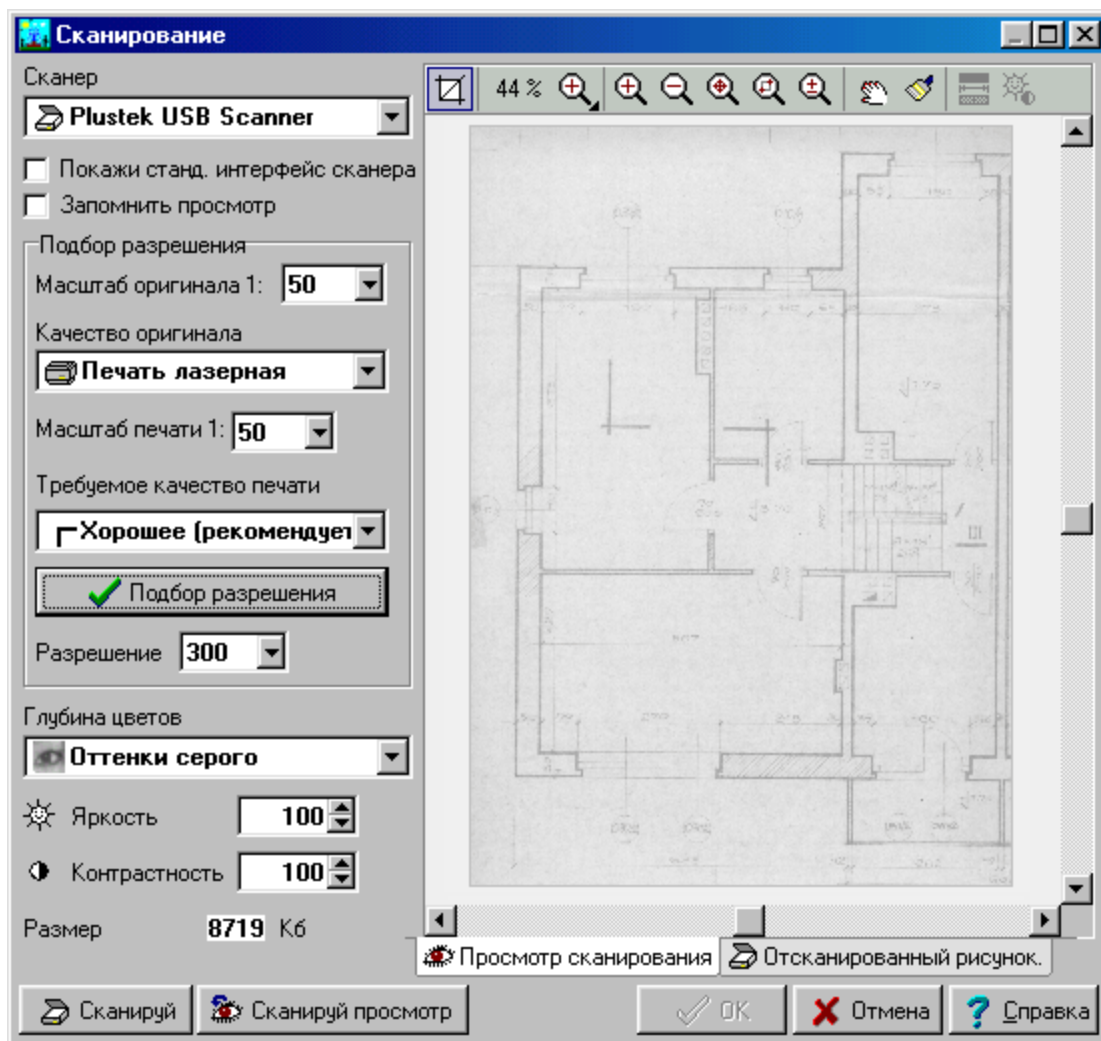 Сканирование
Сканер
Plustek USB Scanner
Покажи станд. интерфейс сканера
Запомнить просмотр
Подбор разрешения
Масштаб оригинала 1: 50
Качество оригинала
Печать лазерная
Масштаб печати 1: 50
Требуемое качество печати
Хорошее (рекомендует
Подбор разрешения
Разрешение 300
Глубина цветов
Оттенки серого
Яркость 100
Контрастность 100
Размер 8719 Кб
44 %
Просмотр сканирования
Отсканированный рисунок.
Сканируй
Сканируй просмотр
OK
Отмена
Справка